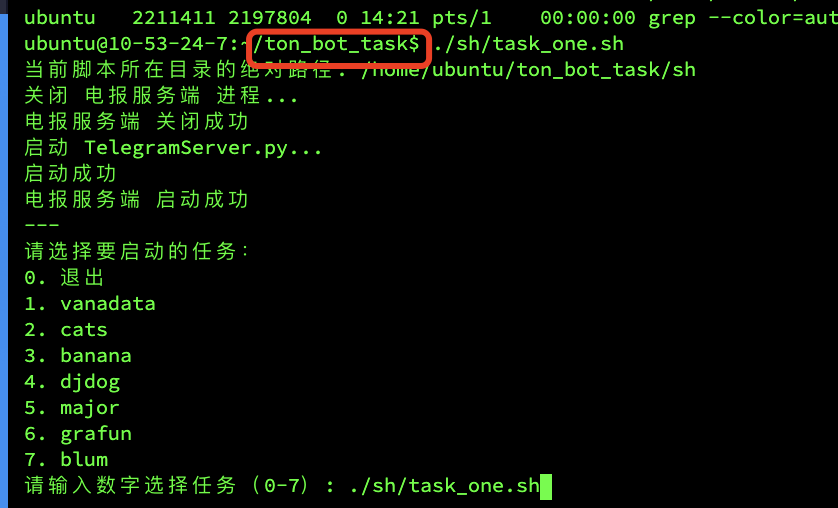 ubuntu   2211411 2197804  0 14:21 pts/1    00:00:00 grep --color=aut
ubuntu@10-53-24-7:~/ton_bot_task$ ./sh/task_one.sh
当前脚本所在目录的绝对路径: /home/ubuntu/ton_bot_task/sh
关闭 电报服务端 进程...
电报服务端 关闭成功
启动 TelegramServer.py...
启动成功
电报服务端 启动成功
---
请选择要启动的任务：
0. 退出
1. vanadata
2. cats
3. banana
4. djdog
5. major
6. grafun
7. blum
请输入数字选择任务（0-7）: ./sh/task_one.sh